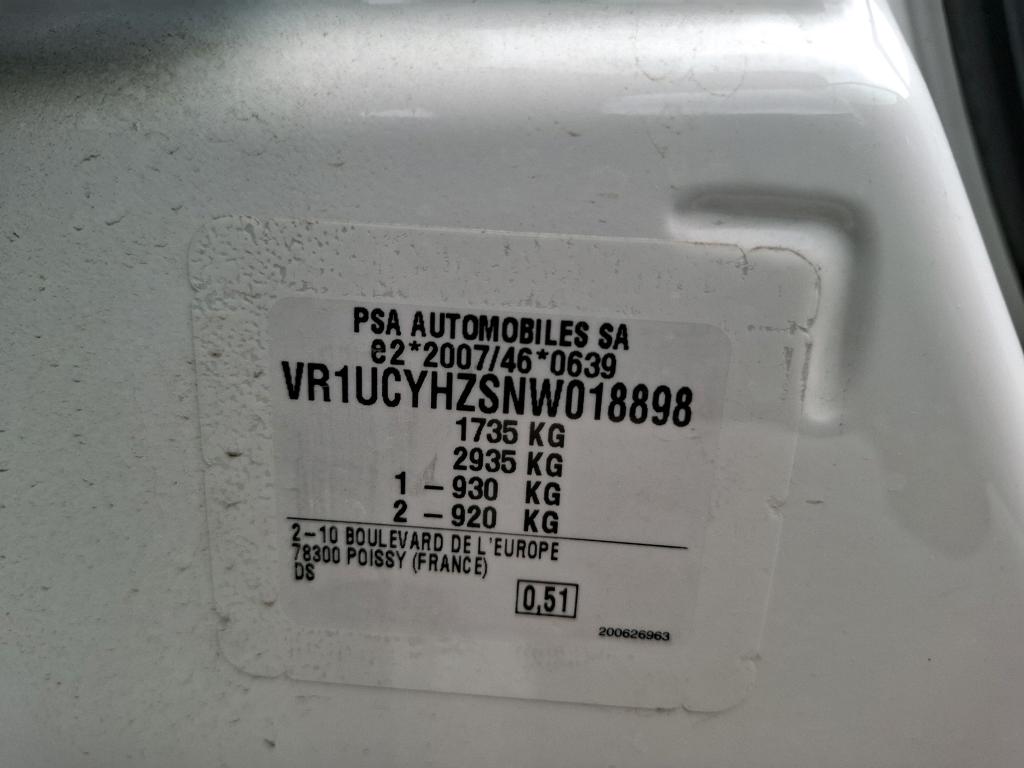 PSA AUTOMOBILES SA
e2*2007/46*0639
VR1UCYHZSNW018898
1735 KG
2935 KG
1 - 930 KG
2 - 920 KG
2-10 BOULEVARD DE L'EUROPE
78300 POISSY (FRANCE)
DS
0,51
200626963